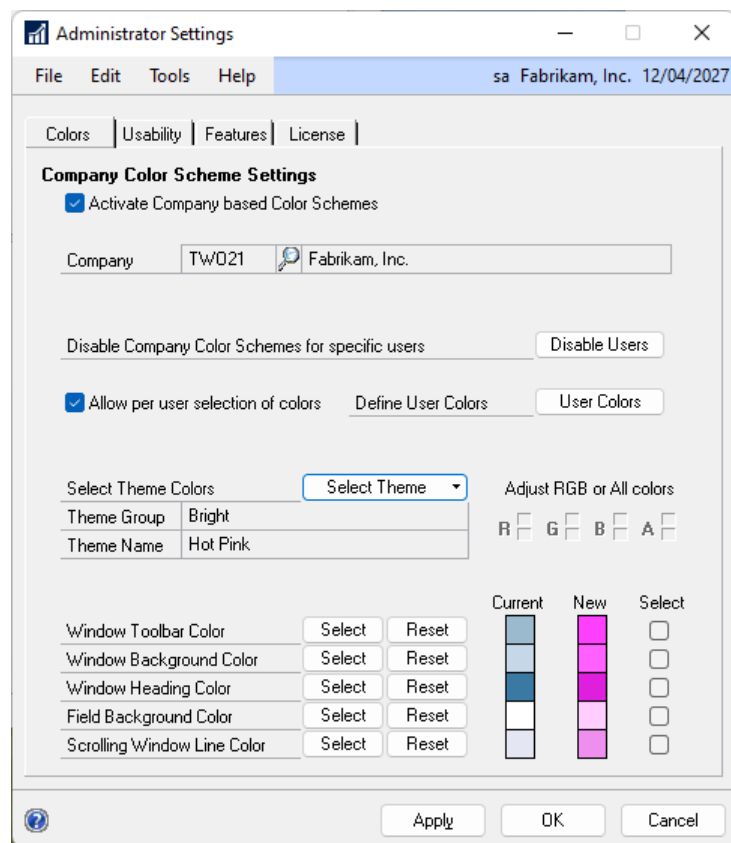 Administrator Settings
File Edit Tools Help sa Fabrikam, Inc. 12/04/2027
Colors Usability Features License
Company Color Scheme Settings
Activate Company based Color Schemes
Company TWO21 Fabrikam, Inc.
Disable Company Color Schemes for specific users Disable Users
Allow per user selection of colors Define User Colors User Colors
Select Theme Colors Select Theme Adjust RGB or All colors
Theme Group Bright
R G B A
Theme Name Hot Pink
Current New Select
Window Toolbar Color Select Reset
Window Background Color Select Reset
Window Heading Color Select Reset
Field Background Color Select Reset
Scrolling Window Line Color Select Reset
Apply OK Cancel